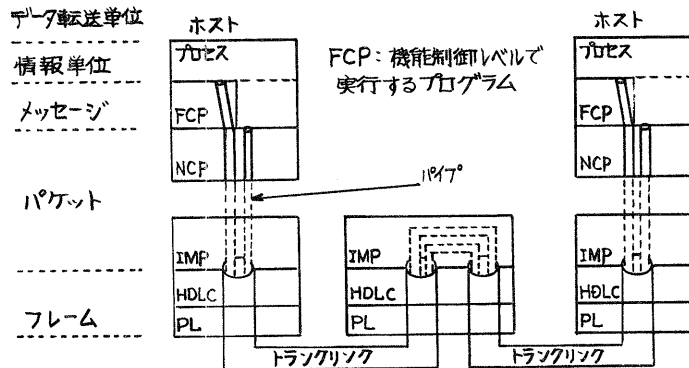 データ転送単位
ホスト
ホスト
情報単位
プロセス
FCP: 機能制御レベルで
実行するプログラム
プロセス
メッセージ
FCP
FCP
NCP
NCP
パケット
パイプ
IMP
IMP
IMP
HDLC
HDLC
HDLC
フレーム
PL
PL
PL
トランクリンク
トランクリンク